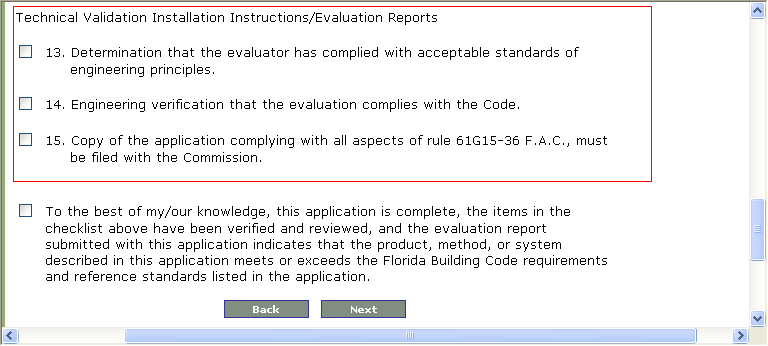 Technical Validation Installation Instructions/Evaluation Reports
13. Determination that the evaluator has complied with acceptable standards of
engineering principles.
14. Engineering verification that the evaluation complies with the Code.
15. Copy of the application complying with all aspects of rule 61G15-36 F.A.C., must
be filed with the Commission.
To the best of my/our knowledge, this application is complete, the items in the
checklist above have been verified and reviewed, and the evaluation report
submitted with this application indicates that the product, method, or system
described in this application meets or exceeds the Florida Building Code requirements
and reference standards listed in the application.
Back Next